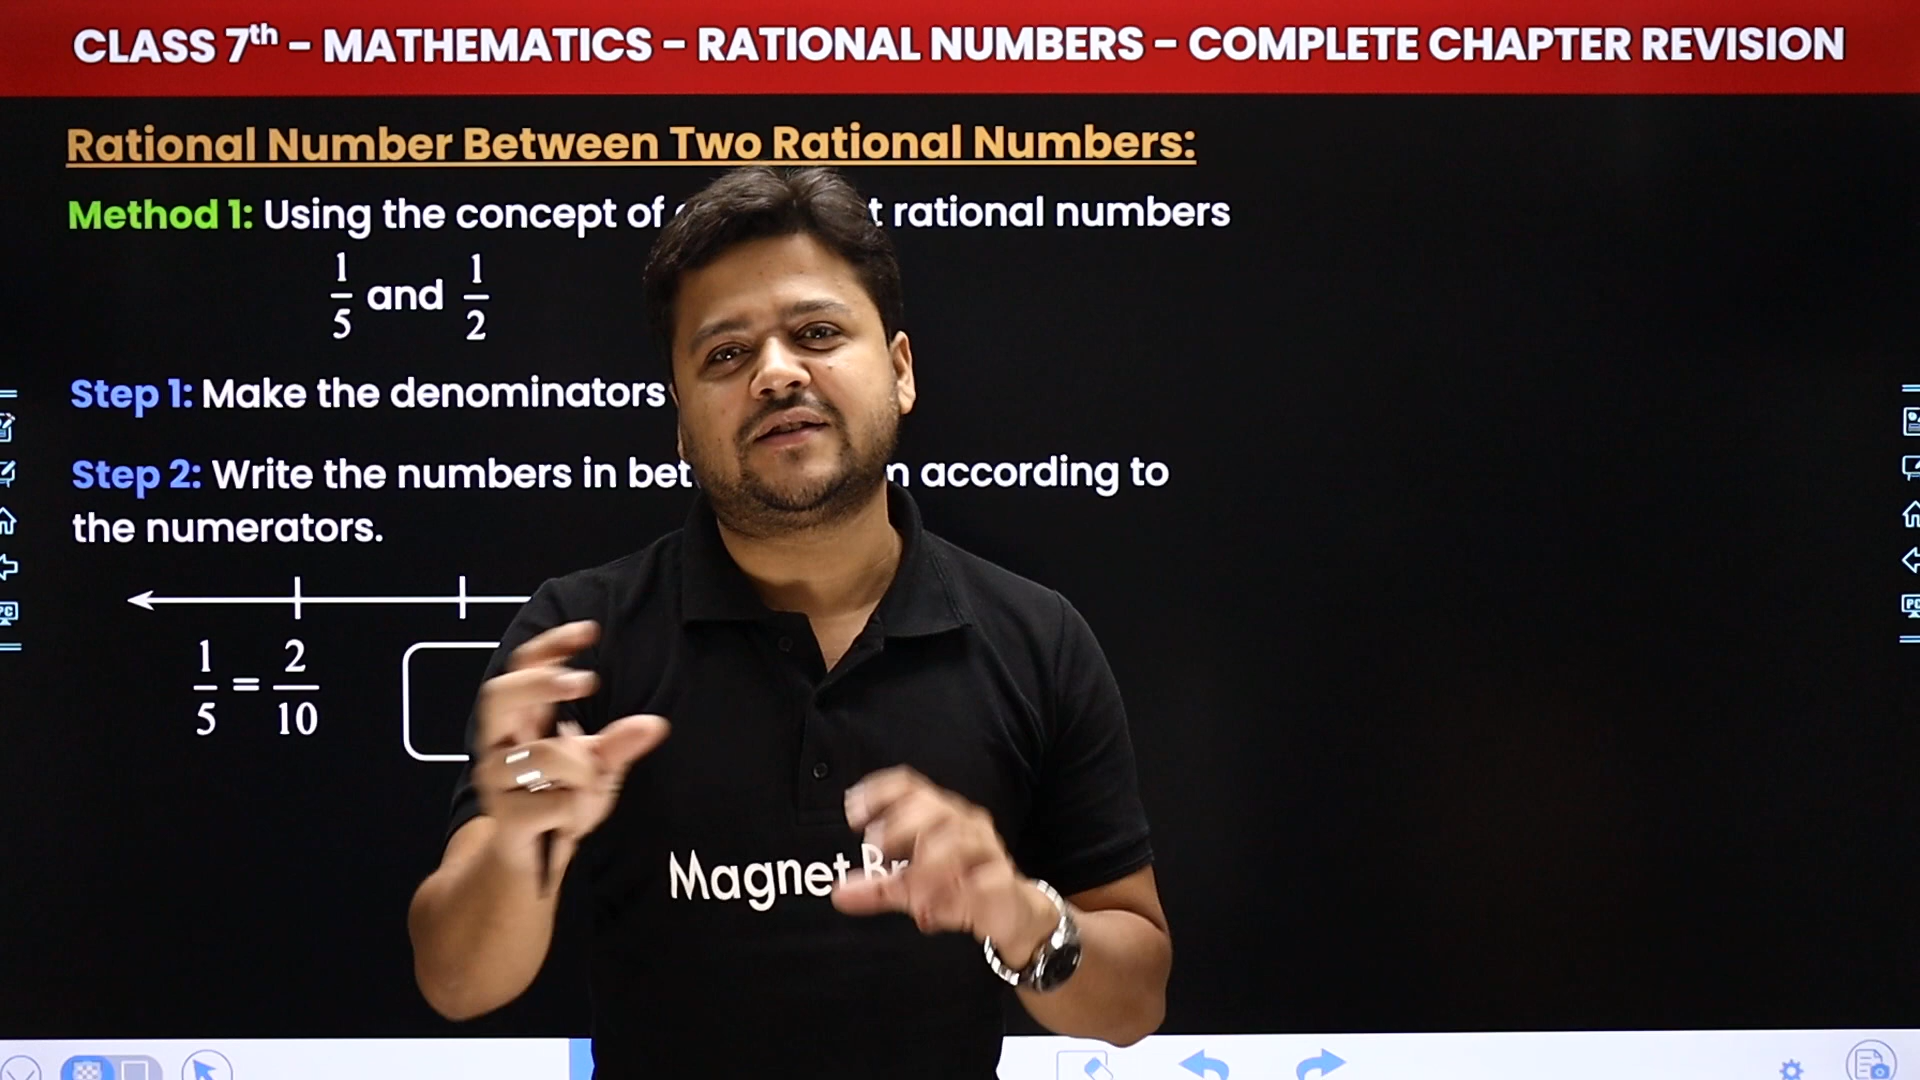 CLASS 7th - MATHEMATICS - RATIONAL NUMBERS - COMPLETE CHAPTER REVISION
Rational Number Between Two Rational Numbers:
Method 1: Using the concept of rational numbers
1/5 and 1/2
Step 1: Make the denominators
Step 2: Write the numbers in according to
the numerators.
1/5 = 2/10
Magnet